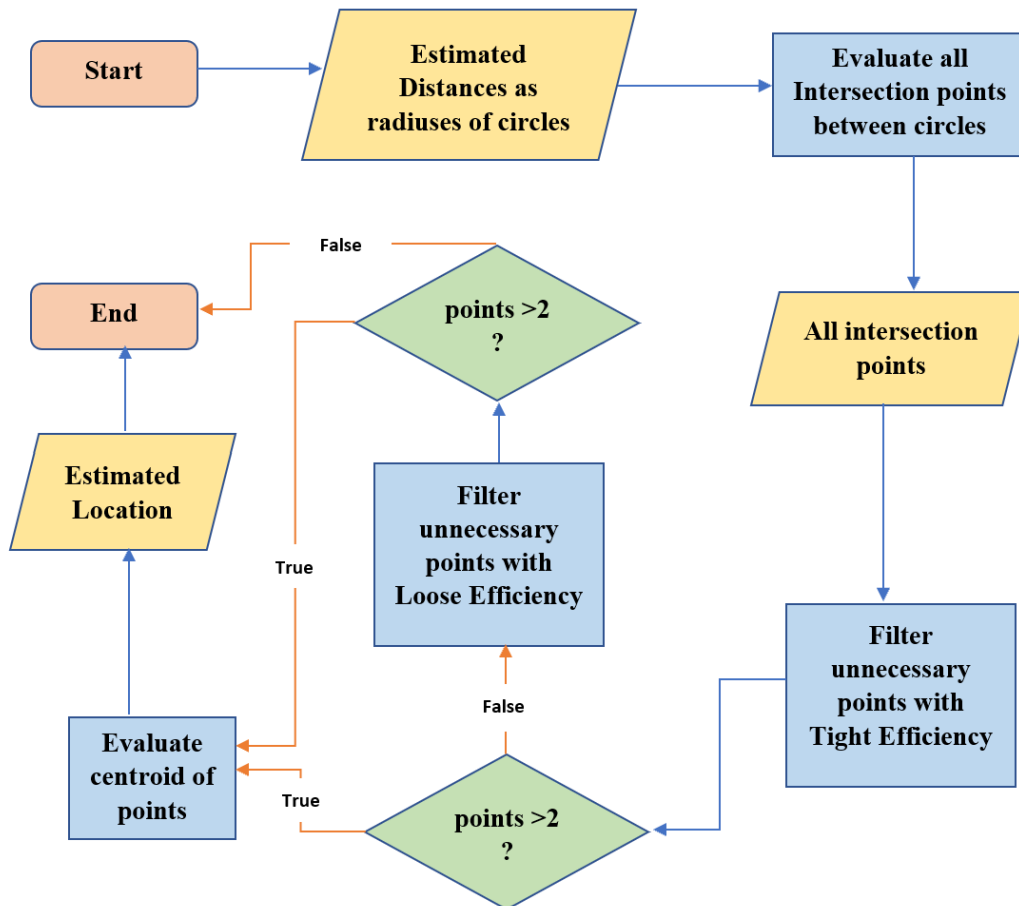 Start
Estimated
Distances as
radiuses of circles
Evaluate all
Intersection points
between circles
All intersection
points
Filter
unnecessary
points with
Tight Efficiency
points >2
?
False
True
Filter
unnecessary
points with
Loose Efficiency
points >2
?
False
True
Evaluate
centroid of
points
Estimated
Location
End